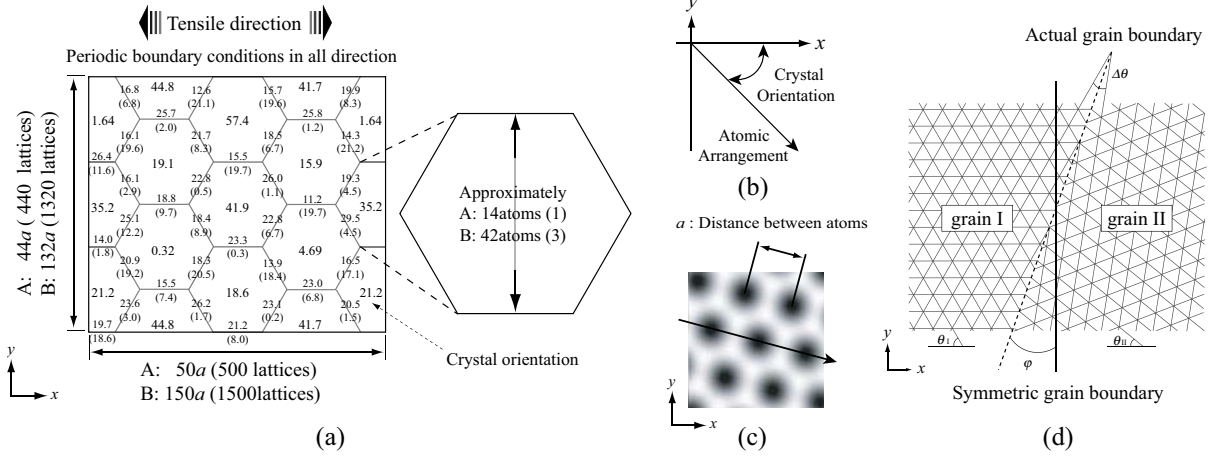 Tensile direction
Periodic boundary conditions in all direction
16.8
(6.8)
44.8
12.6
(21.1)
15.7
(19.6)
41.7
19.9
(8.3)
1.64
25.7
(2.0)
57.4
25.8
(1.2)
1.64
16.1
(19.6)
21.7
(8.3)
18.5
(6.7)
14.3
(21.2)
26.4
(11.6)
19.1
15.5
(19.7)
15.9
16.1
(2.9)
22.8
(0.5)
26.0
(1.1)
19.3
(4.5)
35.2
18.8
(9.7)
41.9
11.2
(19.7)
35.2
25.1
(12.2)
18.4
(8.9)
22.8
(6.7)
29.5
(4.5)
14.0
(1.8)
0.32
23.3
(0.3)
4.69
20.9
(19.2)
18.3
(20.5)
13.9
(18.4)
16.5
(17.1)
21.2
15.5
(7.4)
18.6
23.0
(6.8)
21.2
23.6
(3.0)
26.2
(1.7)
23.1
(0.2)
20.5
(1.5)
19.7
(18.6)
44.8
21.2
(8.0)
41.7
A: 44a (440 lattices)
B: 132a (1320 lattices)
A: 50a (500 lattices)
B: 150a (1500lattices)
y
x
Approximately
A: 14atoms (1)
B: 42atoms (3)
Crystal orientation
(a)
y
x
Crystal
Orientation
Atomic
Arrangement
(b)
a : Distance between atoms
y
x
(c)
Actual grain boundary
Δθ
grain I
grain II
θI
θII
φ
y
x
Symmetric grain boundary
(d)